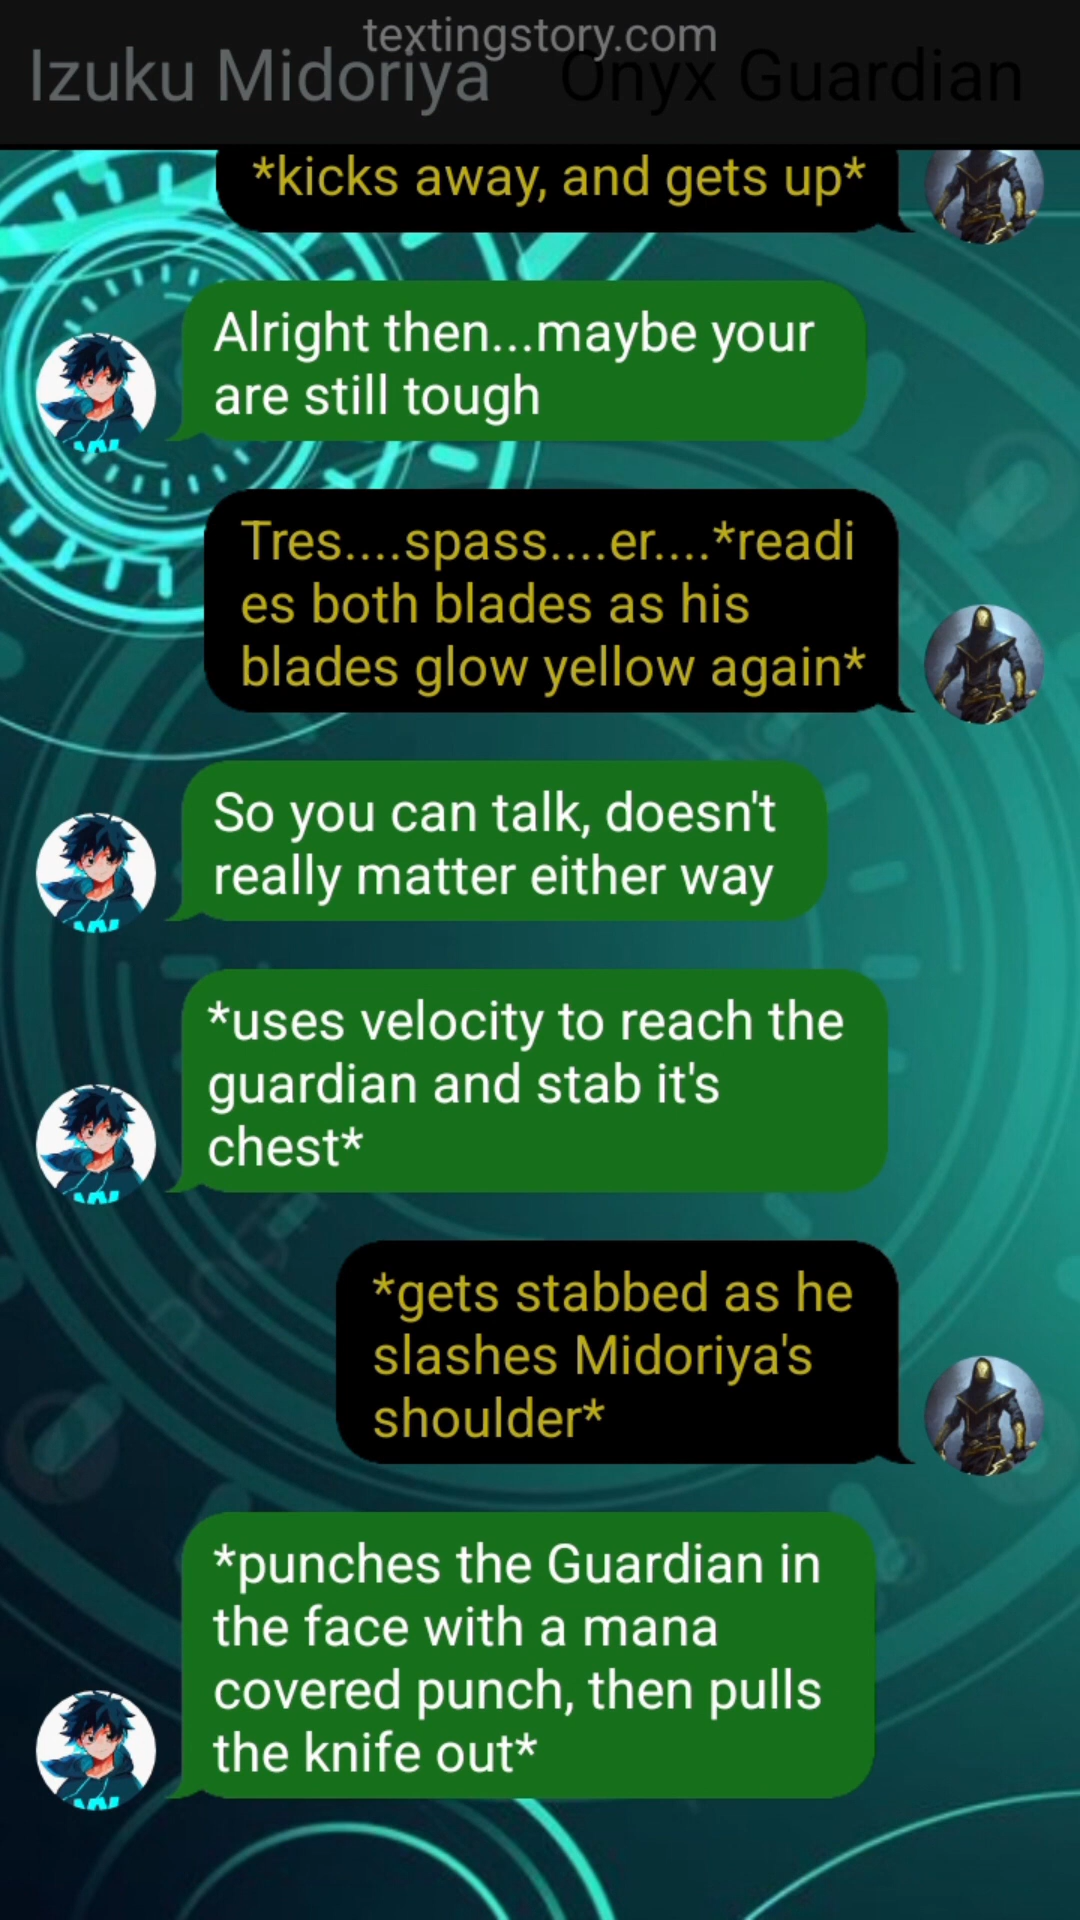 textingstory.com
Izuku Midoriya Onyx Guardian
*kicks away, and gets up*
Alright then...maybe your
are still tough
Tres....spass....er....*readi
es both blades as his
blades glow yellow again*
So you can talk, doesn't
really matter either way
*uses velocity to reach the
guardian and stab it's
chest*
*gets stabbed as he
slashes Midoriya's
shoulder*
*punches the Guardian in
the face with a mana
covered punch, then pulls
the knife out*